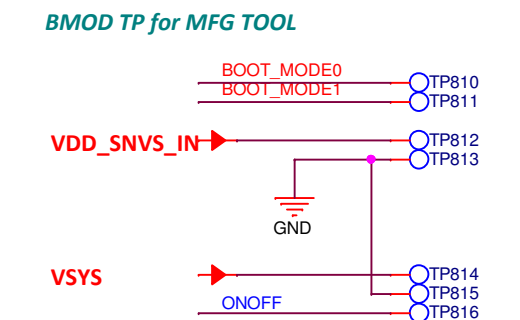 BMOD TP for MFG TOOL
BOOT_MODE0
TP810
BOOT_MODE1
TP811
VDD_SNVS_IN
TP812
TP813
GND
VSYS
TP814
TP815
ONOFF
TP816